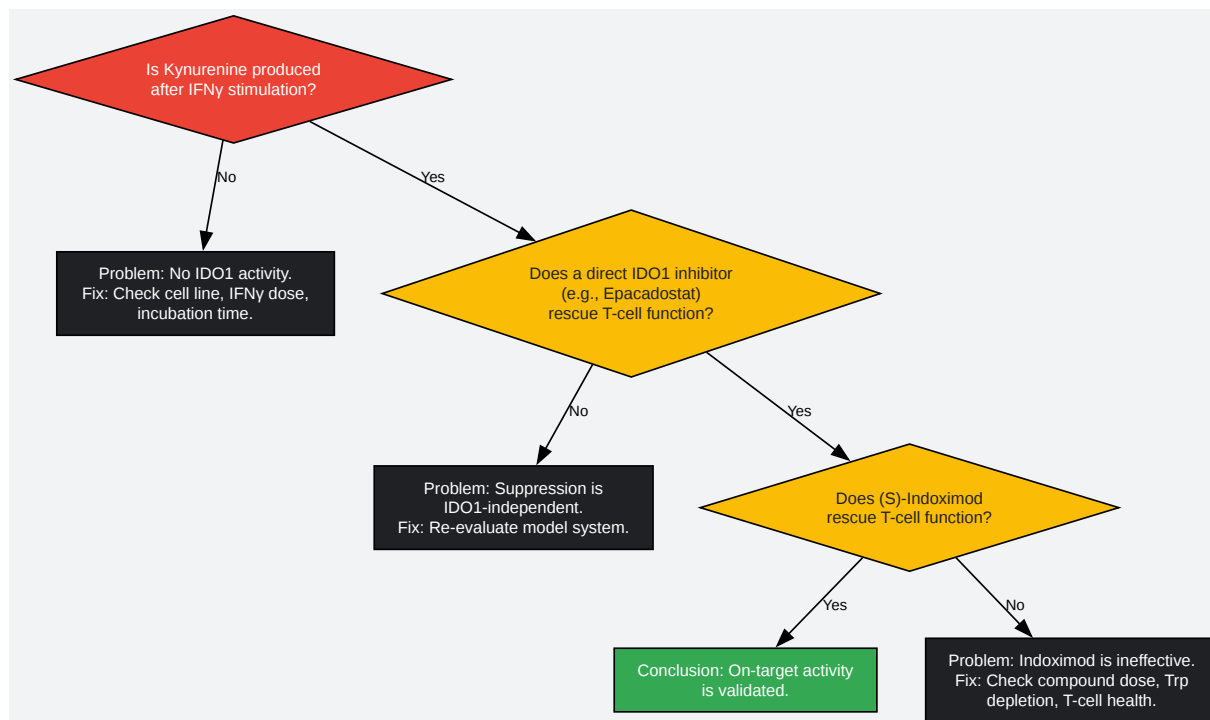 Is Kynurenine produced
after IFNγ stimulation?
No
Yes
Problem: No IDO1 activity.
Fix: Check cell line, IFNγ dose,
incubation time.
Does a direct IDO1 inhibitor
(e.g., Epacadostat)
rescue T-cell function?
No
Yes
Problem: Suppression is
IDO1-independent.
Fix: Re-evaluate model system.
Does (S)-Indoximod
rescue T-cell function?
Yes
No
Conclusion: On-target activity
is validated.
Problem: Indoximod is ineffective.
Fix: Check compound dose, Trp
depletion, T-cell health.